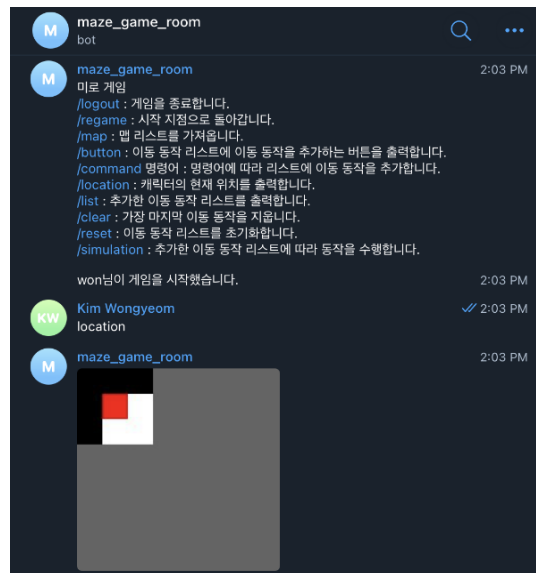 M
maze_game_room
bot
M
maze_game_room 2:03 PM
미로 게임
/logout : 게임을 종료합니다.
/regame : 시작 지점으로 돌아갑니다.
/map : 맵 리스트를 가져옵니다.
/button : 이동 동작 리스트에 이동 동작을 추가하는 버튼을 출력합니다.
/command 명령어 : 명령어에 따라 리스트에 이동 동작을 추가합니다.
/location : 캐릭터의 현재 위치를 출력합니다.
/list : 추가한 이동 동작 리스트를 출력합니다.
/clear : 가장 마지막 이동 동작을 지웁니다.
/reset : 이동 동작 리스트를 초기화합니다.
/simulation : 추가한 이동 동작 리스트에 따라 동작을 수행합니다.
won님이 게임을 시작했습니다. 2:03 PM
KW
Kim Wongyeom 2:03 PM
location
M
maze_game_room 2:03 PM